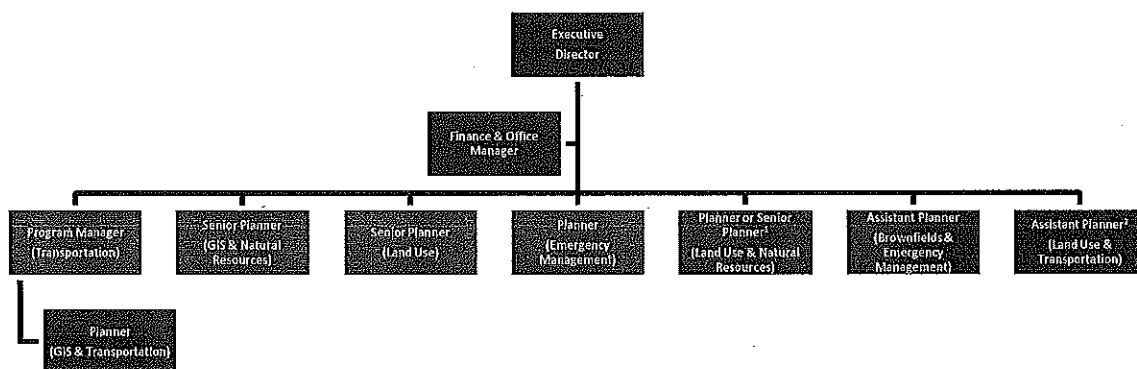 Executive
Director
Finance & Office
Manager
Program Manager
(Transportation)
Senior Planner
(GIS & Natural
Resources)
Senior Planner
(Land Use)
Planner
(Emergency
Management)
Planner or Senior
Planner¹
(Land Use & Natural
Resources)
Assistant Planner
(Brownfields &
Emergency
Management)
Assistant Planner²
(Land Use &
Transportation)
Planner
(GIS & Transportation)